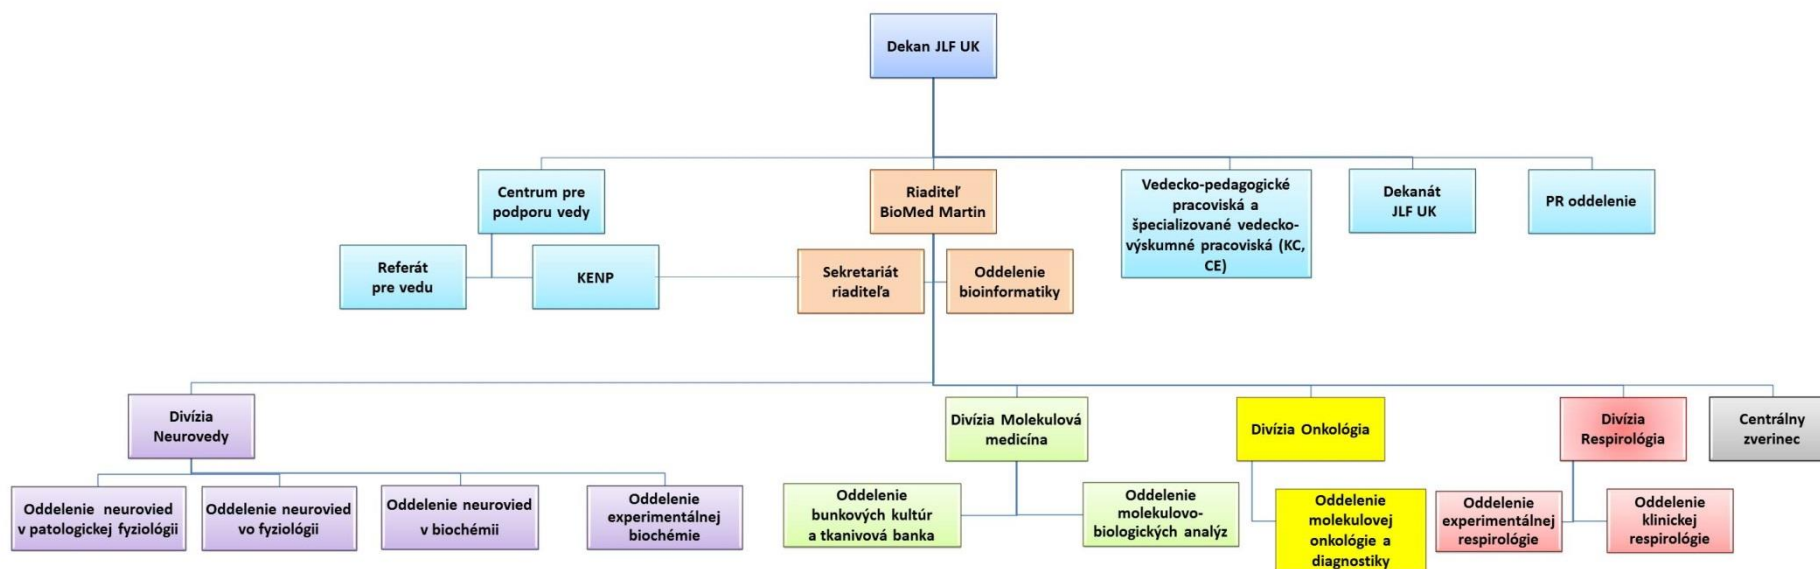 Dekan JLF UK
Centrum pre
podporu vedy
Riaditeľ
BioMed Martin
Vedecko-pedagogické
pracoviská a
špecializované vedecko-
výskumné pracoviská (KC,
CE)
Dekanát
JLF UK
PR oddelenie
Referát
pre vedu
KENP
Sekretariát
riaditeľa
Oddelenie
bioinformatiky
Divízia
Neurovedy
Divízia Molekulová
medicína
Divízia Onkológia
Divízia
Respirológia
Centrálny
zverinec
Oddelenie neurovied
v patologickej fyziológii
Oddelenie neurovied
vo fyziológii
Oddelenie neurovied
v biochémii
Oddelenie
experimentálnej
biochémie
Oddelenie
bunkových kultúr
a tkanivová banka
Oddelenie
molekulovo-
biologických analýz
Oddelenie
molekulovej
onkológie a
diagnostiky
Oddelenie
experimentálnej
respirológie
Oddelenie
klinickej
respirológie